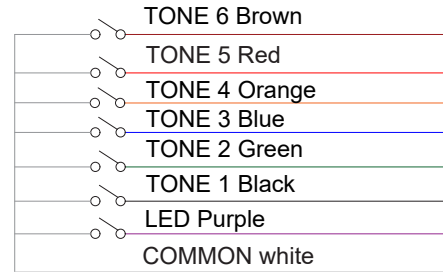 TONE 6 Brown
TONE 5 Red
TONE 4 Orange
TONE 3 Blue
TONE 2 Green
TONE 1 Black
LED Purple
COMMON white